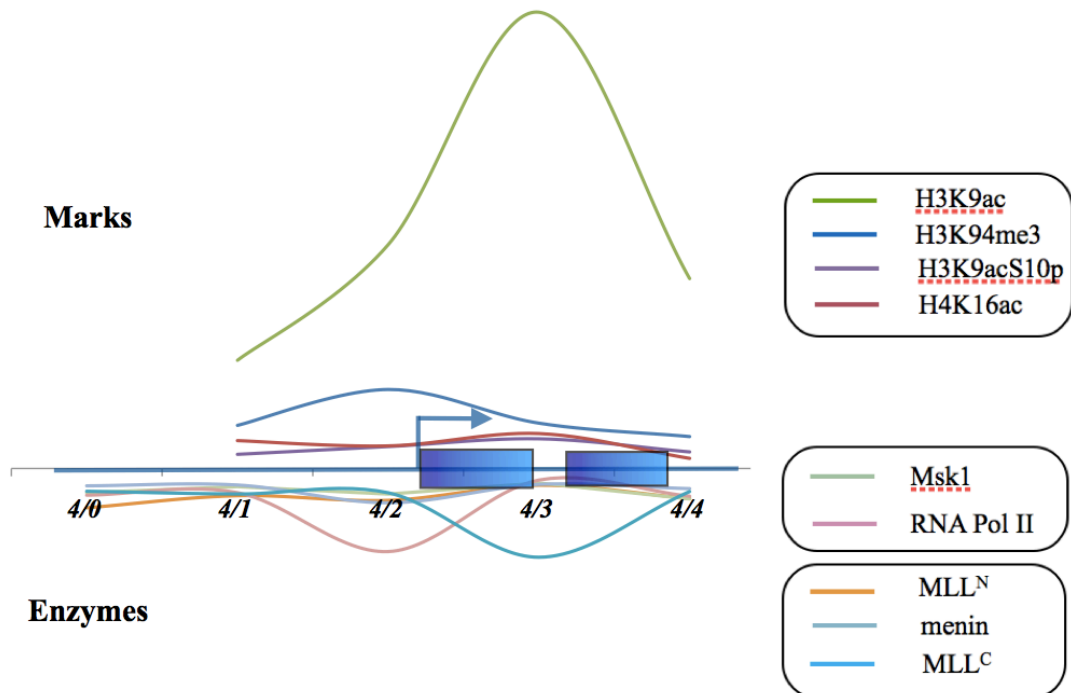 Marks
H3K9ac
H3K94me3
H3K9acS10p
H4K16ac
4/0 4/1 4/2 4/3 4/4
Msk1
RNA Pol II
Enzymes
MLLᴺ
menin
MLLᶜ